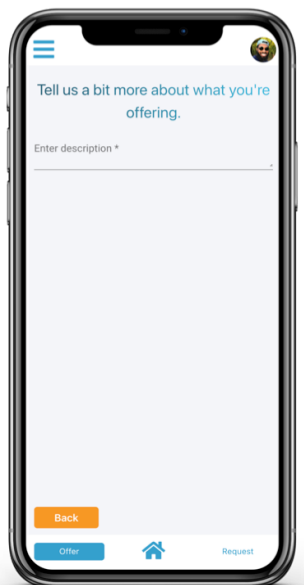 Tell us a bit more about what you're
offering.
Enter description *
Back
Offer
Request